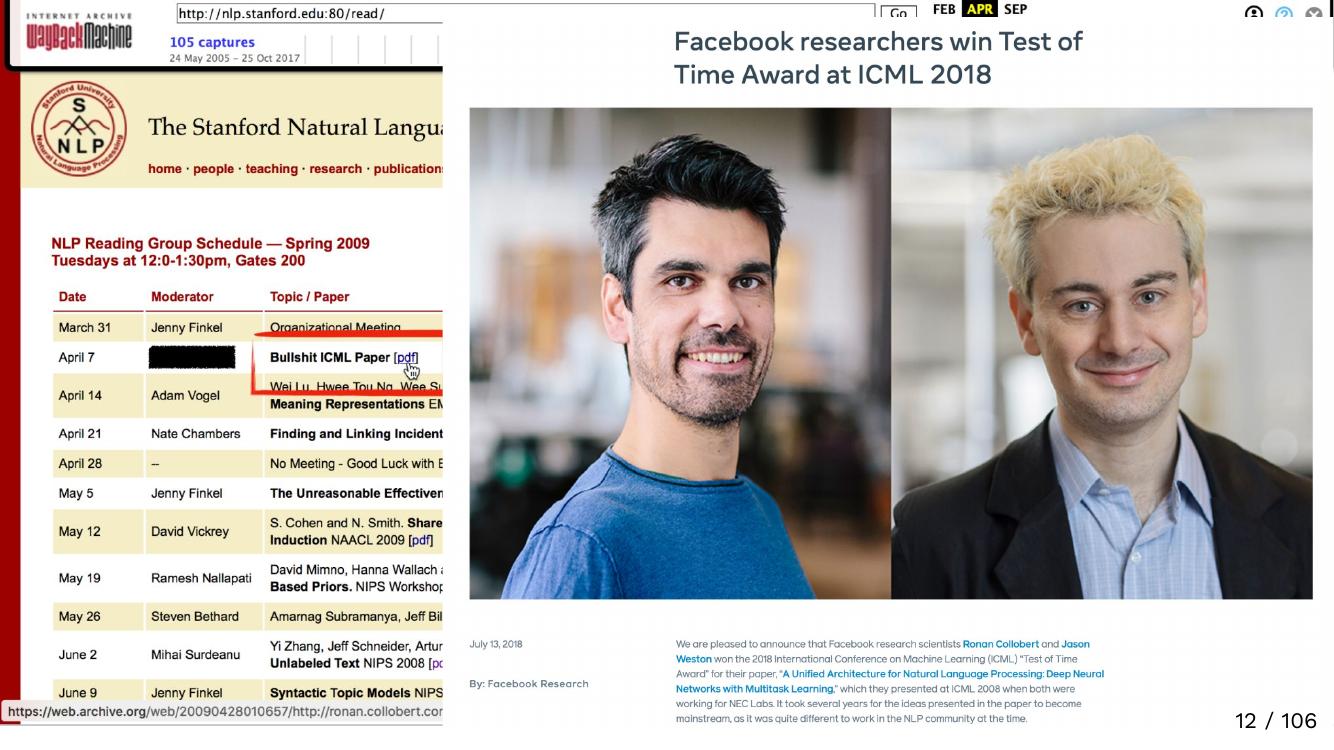 INTERNET ARCHIVE
WayBackMachine
http://nlp.stanford.edu:80/read/
Go
FEB APR SEP
105 captures
24 May 2005 – 25 Oct 2017
Stanford University
Natural Language Processing
S
N L P
The Stanford Natural Langua
home · people · teaching · research · publications
NLP Reading Group Schedule — Spring 2009
Tuesdays at 12:0-1:30pm, Gates 200
Date Moderator Topic / Paper
March 31 Jenny Finkel Organizational Meeting
April 7 Bullshit ICML Paper [pdf]
April 14 Adam Vogel Wei Lu, Hwee Tou Ng, Wee Su
Meaning Representations EM
April 21 Nate Chambers Finding and Linking Incident
April 28 -- No Meeting - Good Luck with E
May 5 Jenny Finkel The Unreasonable Effectiven
May 12 David Vickrey S. Cohen and N. Smith. Share
Induction NAACL 2009 [pdf]
May 19 Ramesh Nallapati David Mimno, Hanna Wallach a
Based Priors. NIPS Workshop
May 26 Steven Bethard Amarnag Subramanya, Jeff Bil
June 2 Mihai Surdeanu Yi Zhang, Jeff Schneider, Artur
Unlabeled Text NIPS 2008 [pd
June 9 Jenny Finkel Syntactic Topic Models NIPS
https://web.archive.org/web/20090428010657/http://ronan.collobert.com
Facebook researchers win Test of
Time Award at ICML 2018
July 13, 2018
By: Facebook Research
We are pleased to announce that Facebook research scientists Ronan Collobert and Jason
Weston won the 2018 International Conference on Machine Learning (ICML) "Test of Time
Award" for their paper, "A Unified Architecture for Natural Language Processing: Deep Neural
Networks with Multitask Learning," which they presented at ICML 2008 when both were
working for NEC Labs. It took several years for the ideas presented in the paper to become
mainstream, as it was quite different to work in the NLP community at the time.
12 / 106